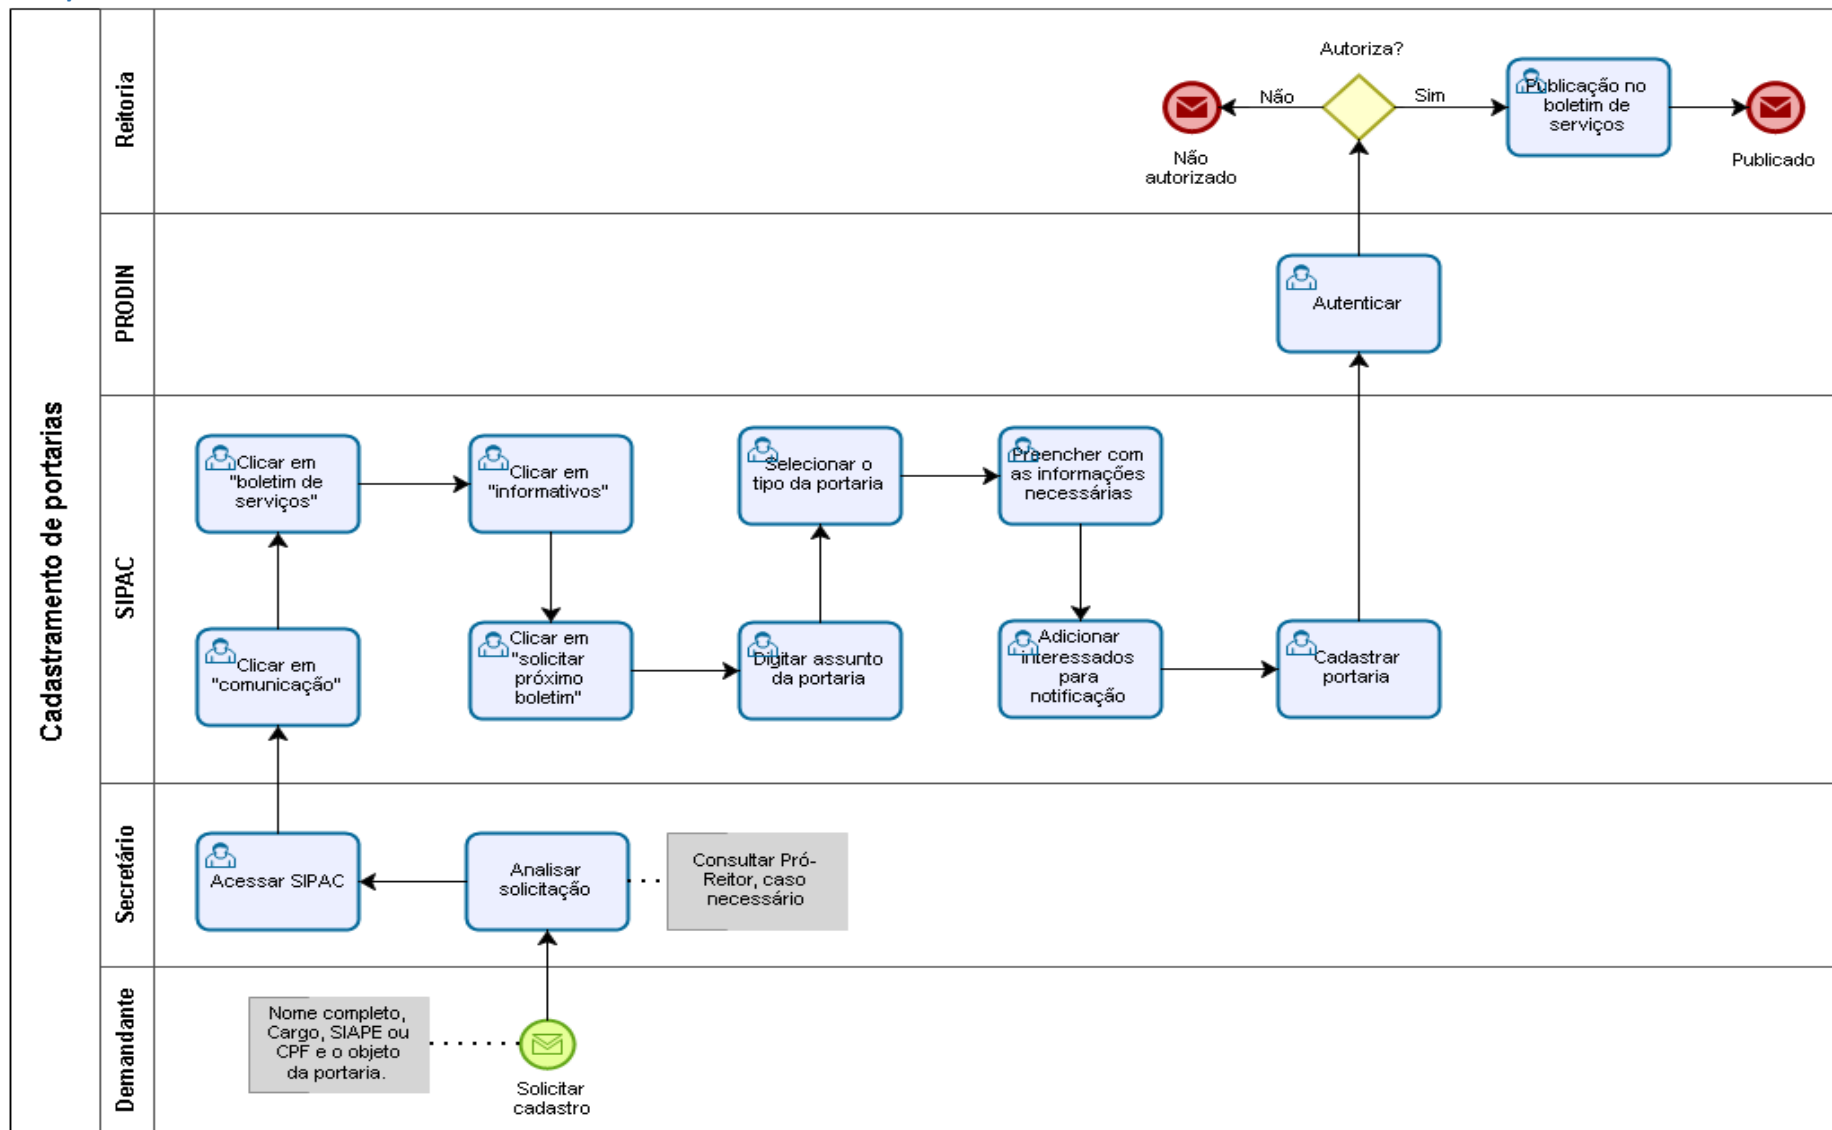 Cadastramento de portarias
Reitoria
Autoriza?
Não
Sim
Não
autorizado
Publicação no
boletim de
serviços
Publicado
PRODIN
Autenticar
SIPAC
Clicar em
"boletim de
serviços"
Clicar em
"informativos"
Selecionar o
tipo da portaria
Preencher com
as informações
necessárias
Clicar em
"comunicação"
Clicar em
"solicitar
próximo
boletim"
Digitar assunto
da portaria
Adicionar
interessados
para
notificação
Cadastrar
portaria
Secretário
Acessar SIPAC
Analisar
solicitação
Consultar Pró-
Reitor, caso
necessário
Demandante
Nome completo,
Cargo, SIAPE ou
CPF e o objeto
da portaria.
Solicitar
cadastro